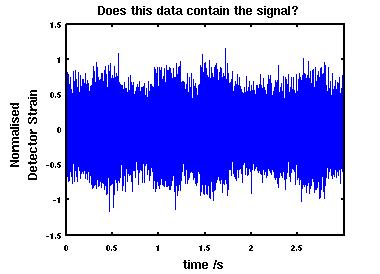 Does this data contain the signal?
Normalised
Detector Strain
1.5
1
0.5
0
-0.5
-1
-1.5
0 0.5 1 1.5 2 2.5
time /s